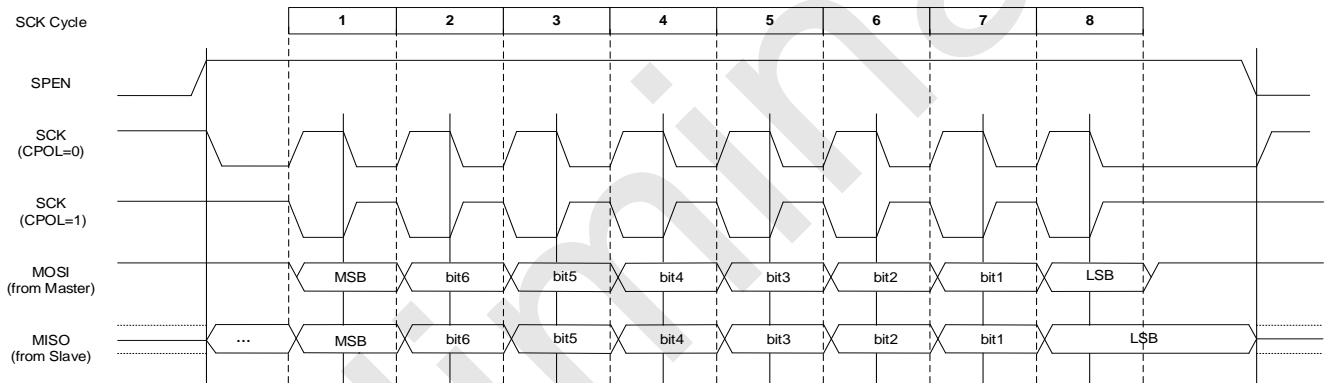 SCK Cycle 1 2 3 4 5 6 7 8
SPEN
SCK
(CPOL=0)
SCK
(CPOL=1)
MOSI
(from Master)
MSB bit6 bit5 bit4 bit3 bit2 bit1 LSB
MISO
(from Slave)
... MSB bit6 bit5 bit4 bit3 bit2 bit1 LSB